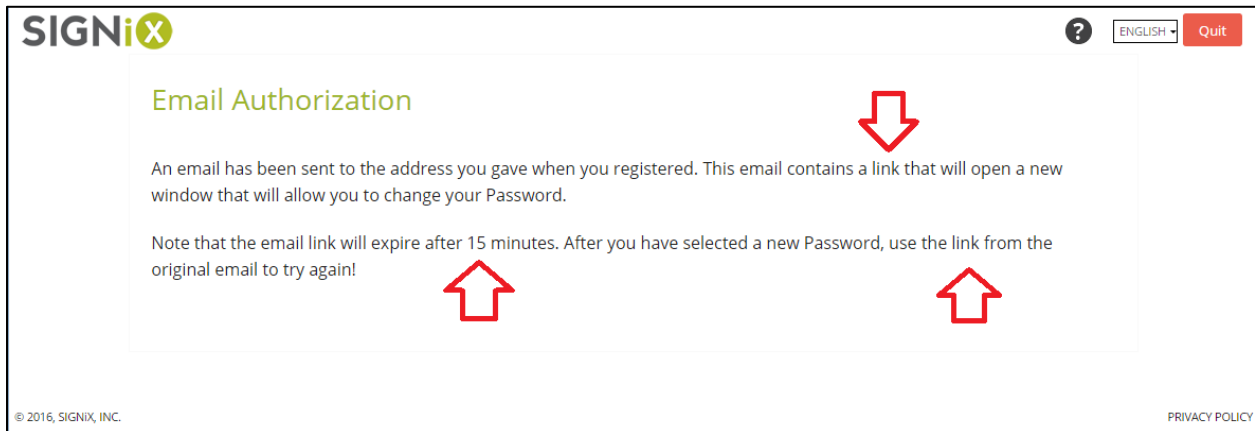 SIGNiX
? ENGLISH Quit
Email Authorization
An email has been sent to the address you gave when you registered. This email contains a link that will open a new
window that will allow you to change your Password.
Note that the email link will expire after 15 minutes. After you have selected a new Password, use the link from the
original email to try again!
© 2016, SIGNiX, INC. PRIVACY POLICY